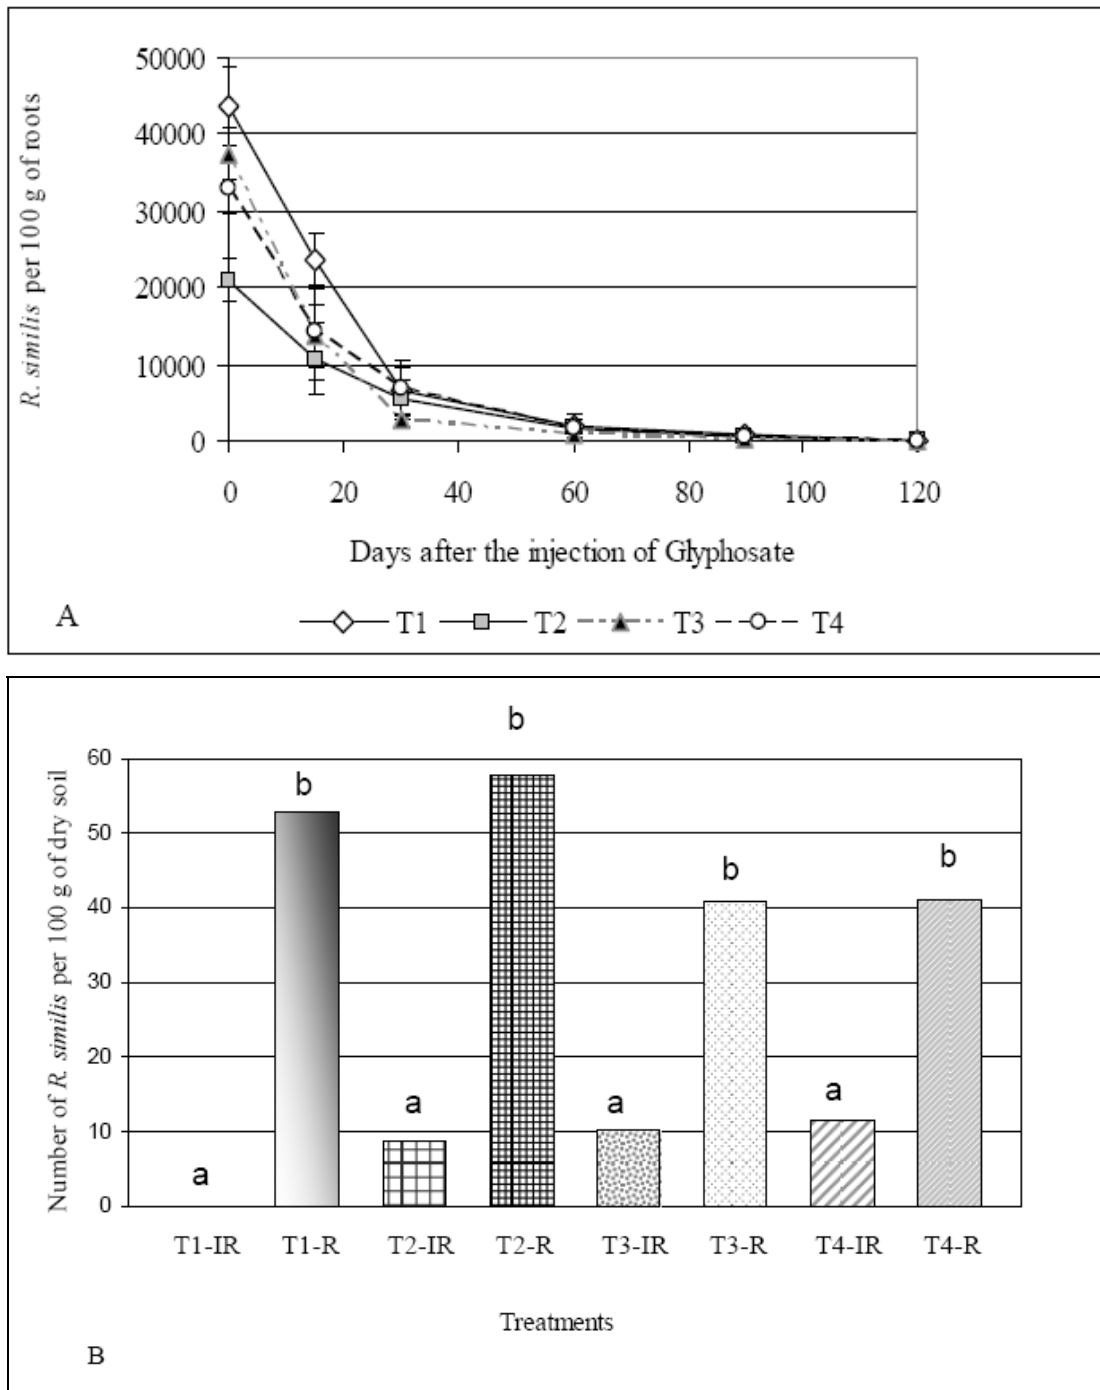 50000
40000
30000
20000
10000
0
R. similis per 100 g of roots
0 20 40 60 80 100 120
Days after the injection of Glyphosate
A
T1 T2 T3 T4
b
60
50
40
30
20
10
0
Number of R. similis per 100 g of dry soil
b
b
b
a
a
a
a
T1-IR T1-R T2-IR T2-R T3-IR T3-R T4-IR T4-R
Treatments
B